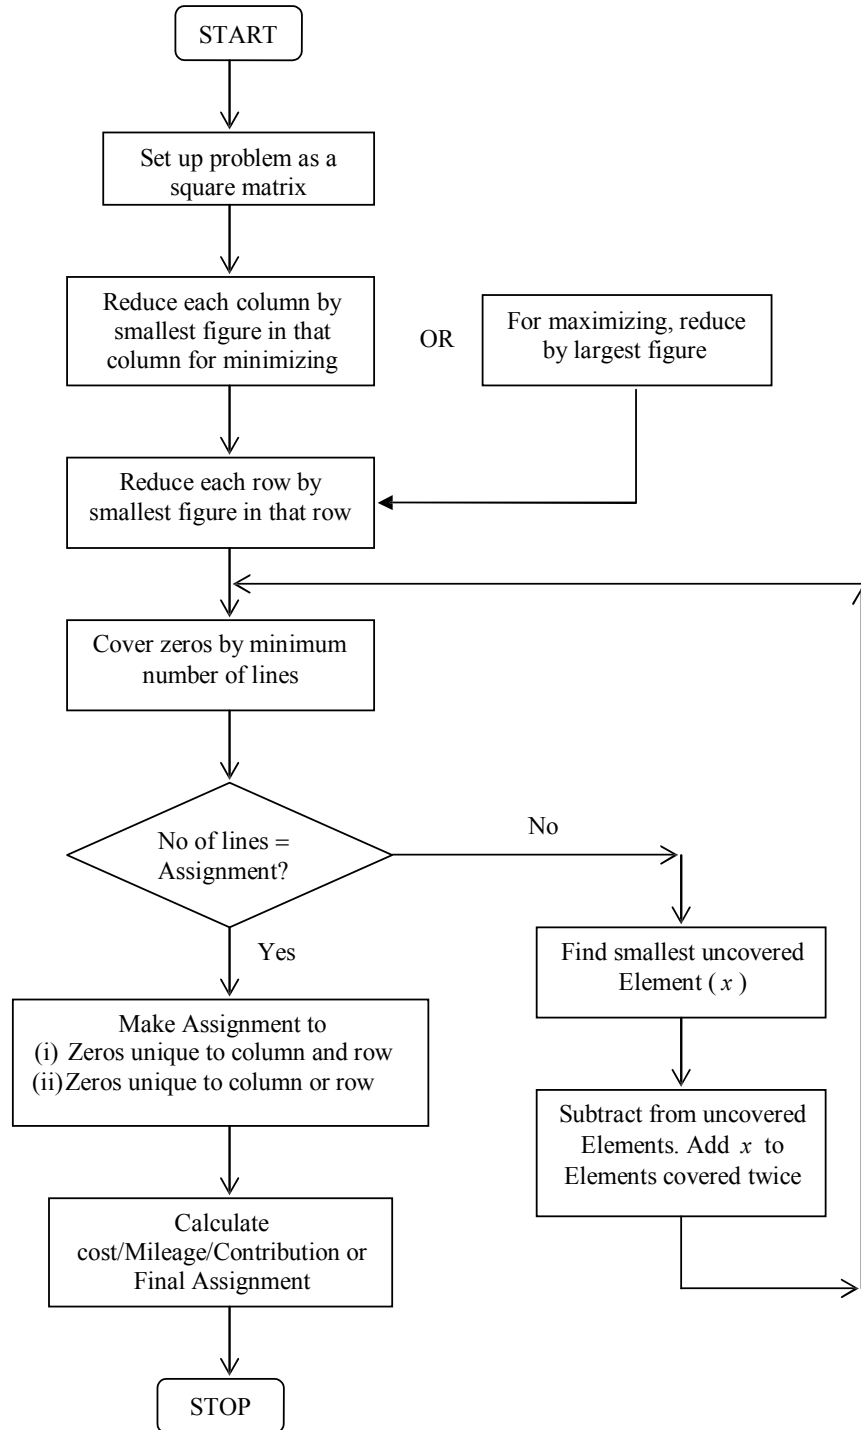 START
Set up problem as a
square matrix
Reduce each column by
smallest figure in that
column for minimizing
OR
For maximizing, reduce
by largest figure
Reduce each row by
smallest figure in that row
Cover zeros by minimum
number of lines
No of lines =
Assignment?
No
Yes
Find smallest uncovered
Element ( x )
Make Assignment to
(i) Zeros unique to column and row
(ii) Zeros unique to column or row
Subtract from uncovered
Elements. Add x to
Elements covered twice
Calculate
cost/Mileage/Contribution or
Final Assignment
STOP